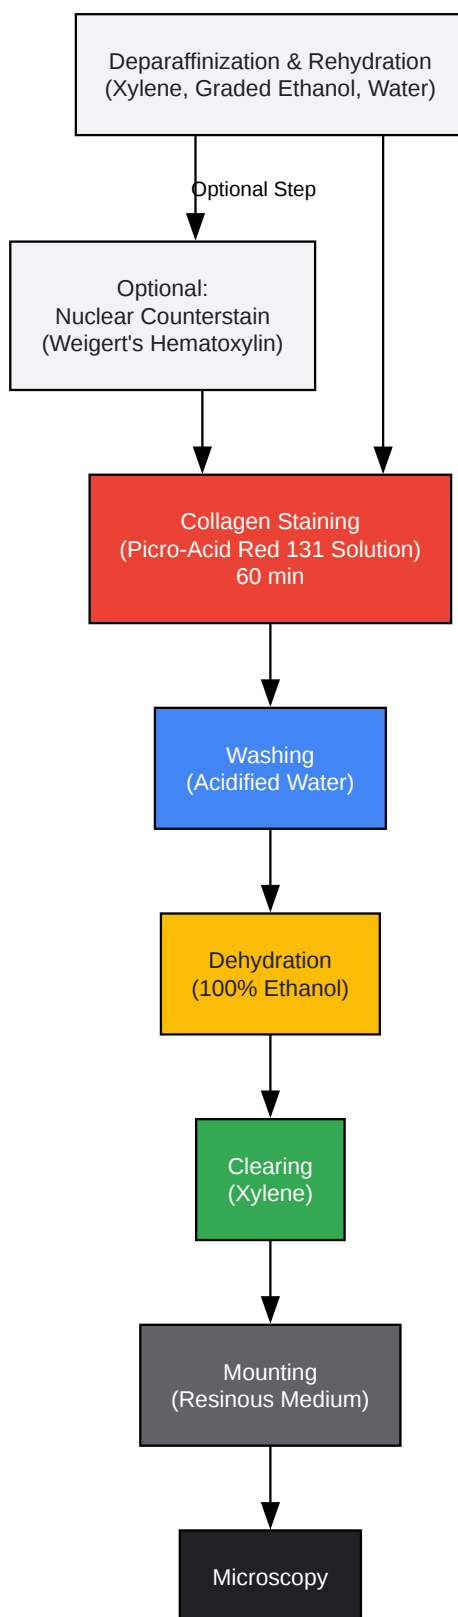 Deparaffinization & Rehydration
(Xylene, Graded Ethanol, Water)
Optional Step
Optional:
Nuclear Counterstain
(Weigert's Hematoxylin)
Collagen Staining
(Picro-Acid Red 131 Solution)
60 min
Washing
(Acidified Water)
Dehydration
(100% Ethanol)
Clearing
(Xylene)
Mounting
(Resinous Medium)
Microscopy